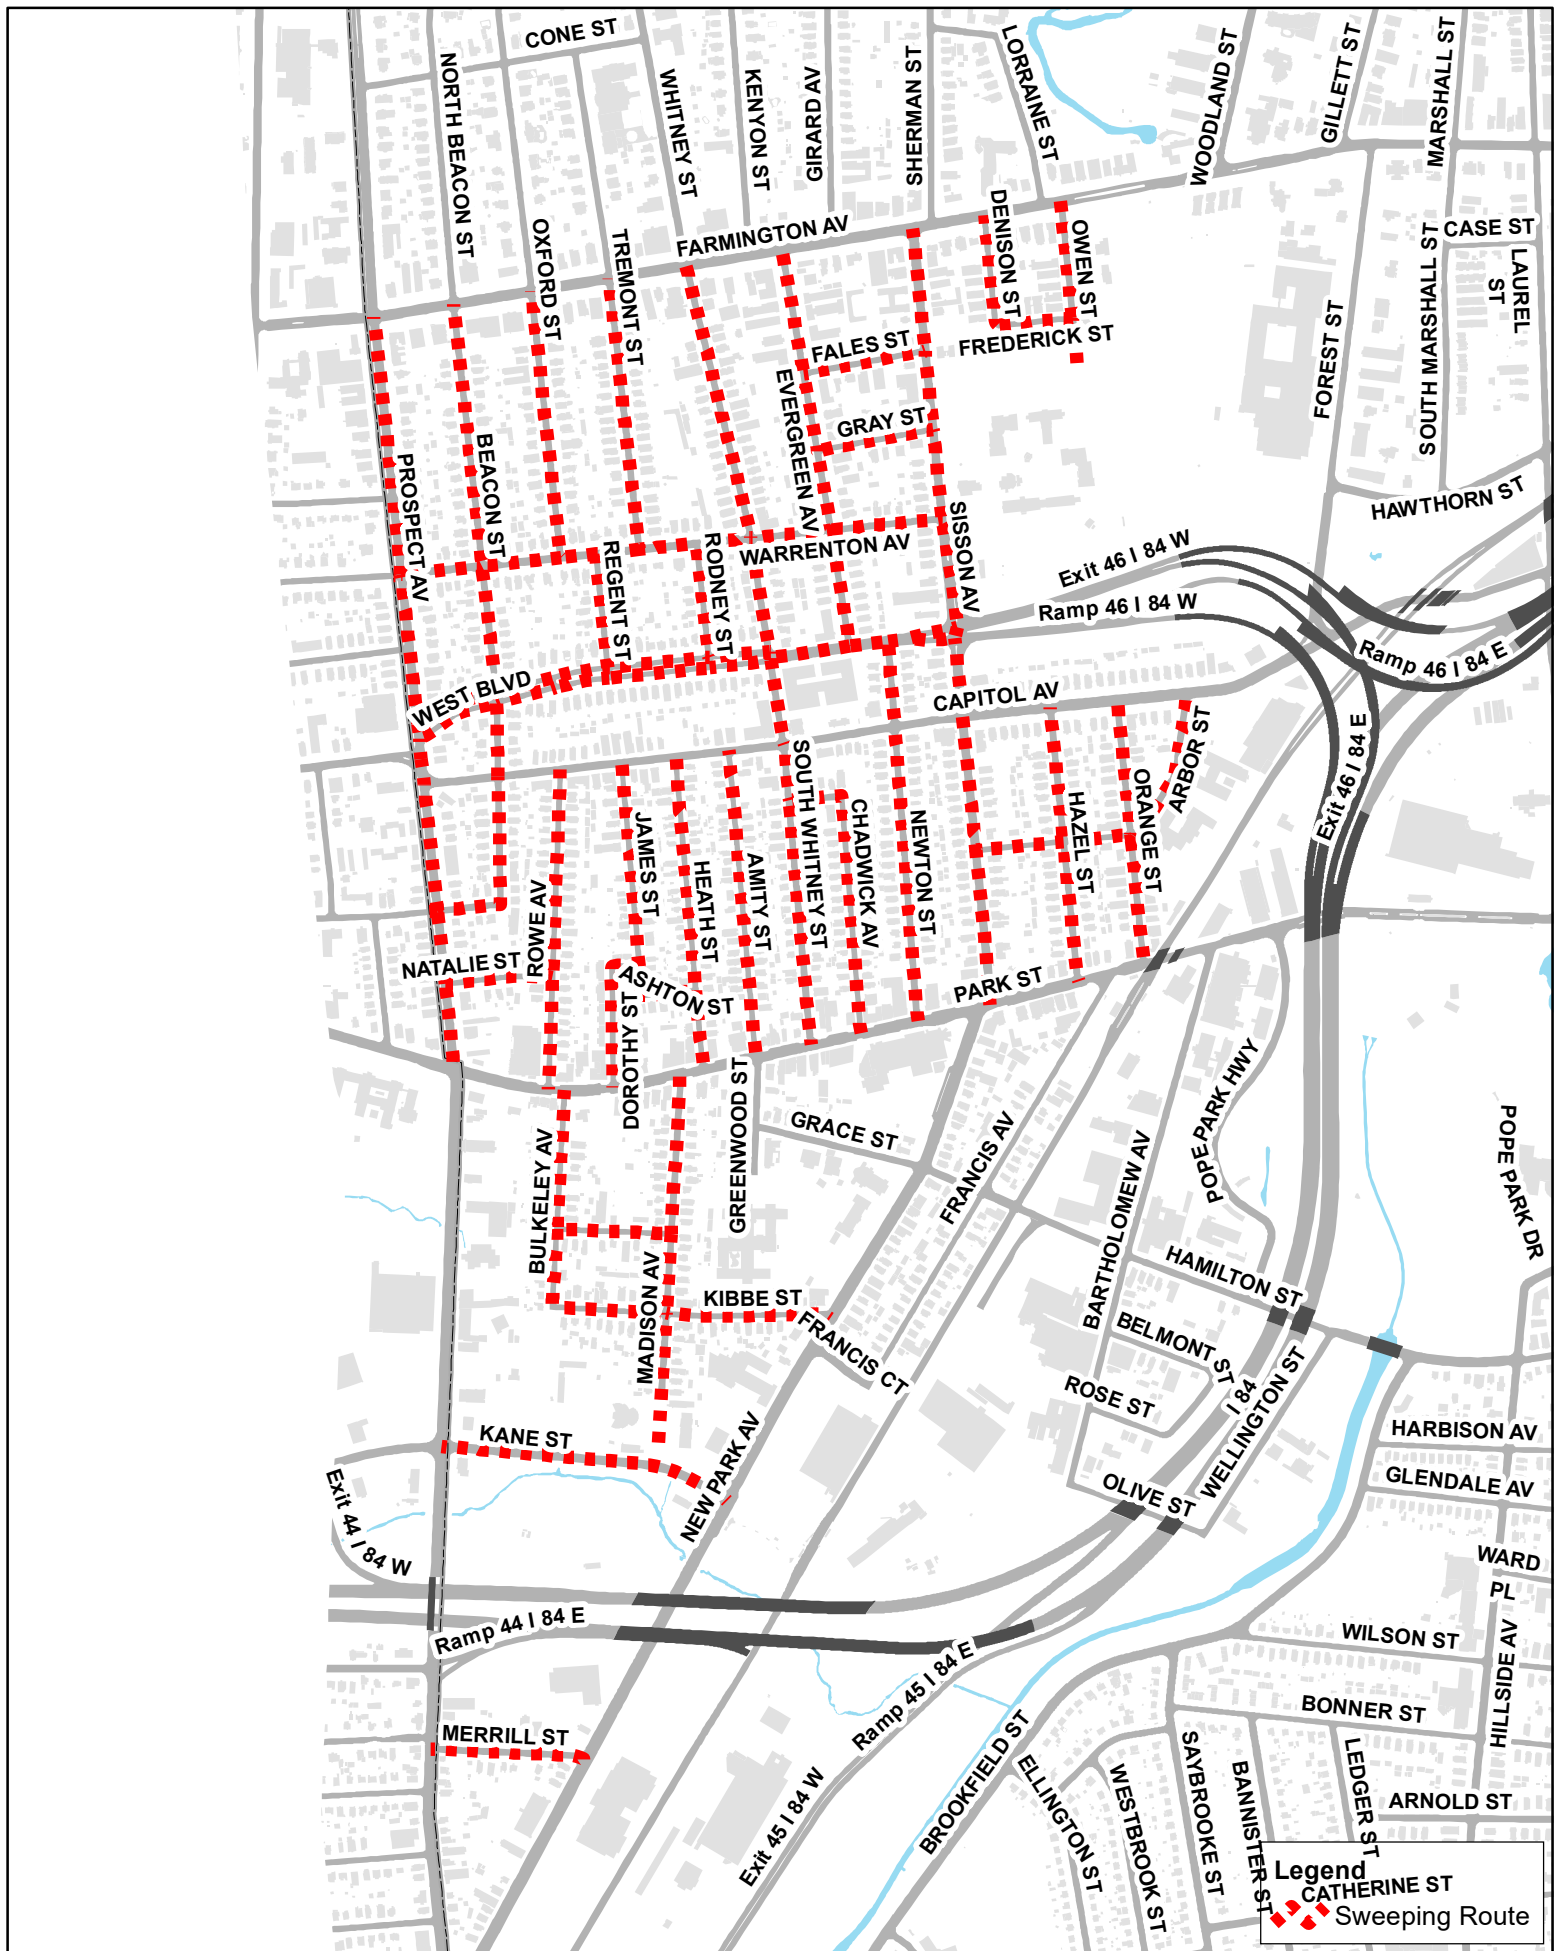 CONE ST
NORTH BEACON ST
WHITNEY ST
KENYON ST
GIRARD AV
SHERMAN ST
LORRAINE ST
WOODLAND ST
GILLETT ST
MARSHALL ST
OXFORD ST
TREMONT ST
FARMINGTON AV
DENISON ST
OWEN ST
CASE ST
LAUREL
ST
SOUTH MARSHALL ST
FOREST ST
FALES ST
FREDERICK ST
EVERGREEN AV
GRAY ST
BEACON ST
PROSPECT AV
HAWTHORN ST
REGENT ST
RODNEY ST
WARRENTON AV
SISSON AV
Exit 46 I 84 W
Ramp 46 I 84 W
Ramp 46 I 84 E
WEST BLVD
CAPITOL AV
Exit 46 I 84 E
ARBOR ST
SOUTH WHITNEY ST
JAMES ST
HEATH ST
AMITY ST
CHADWICK AV
NEWTON ST
HAZEL ST
ORANGE ST
ROWE AV
NATALIE ST
ASHTON ST
DOROTHY ST
PARK ST
GREENWOOD ST
GRACE ST
FRANCIS AV
BARTHOLOMEW AV
POPE PARK HWY
POPE PARK DR
BULKELEY AV
MADISON AV
KIBBE ST
FRANCIS CT
HAMILTON ST
BELMONT ST
ROSE ST
I 84
WELLINGTON ST
KANE ST
NEW PARK AV
OLIVE ST
HARBISON AV
GLENDALE AV
Exit 44 I 84 W
WARD
PL
Ramp 44 I 84 E
WILSON ST
HILLSIDE AV
Ramp 45 I 84 E
BONNER ST
MERRILL ST
Exit 45 I 84 W
BROOKFIELD ST
ELLINGTON ST
WESTBROOK ST
SAYBROOKE ST
BANNISTER ST
LEDGER ST
ARNOLD ST
Legend
CATHERINE ST
Sweeping Route